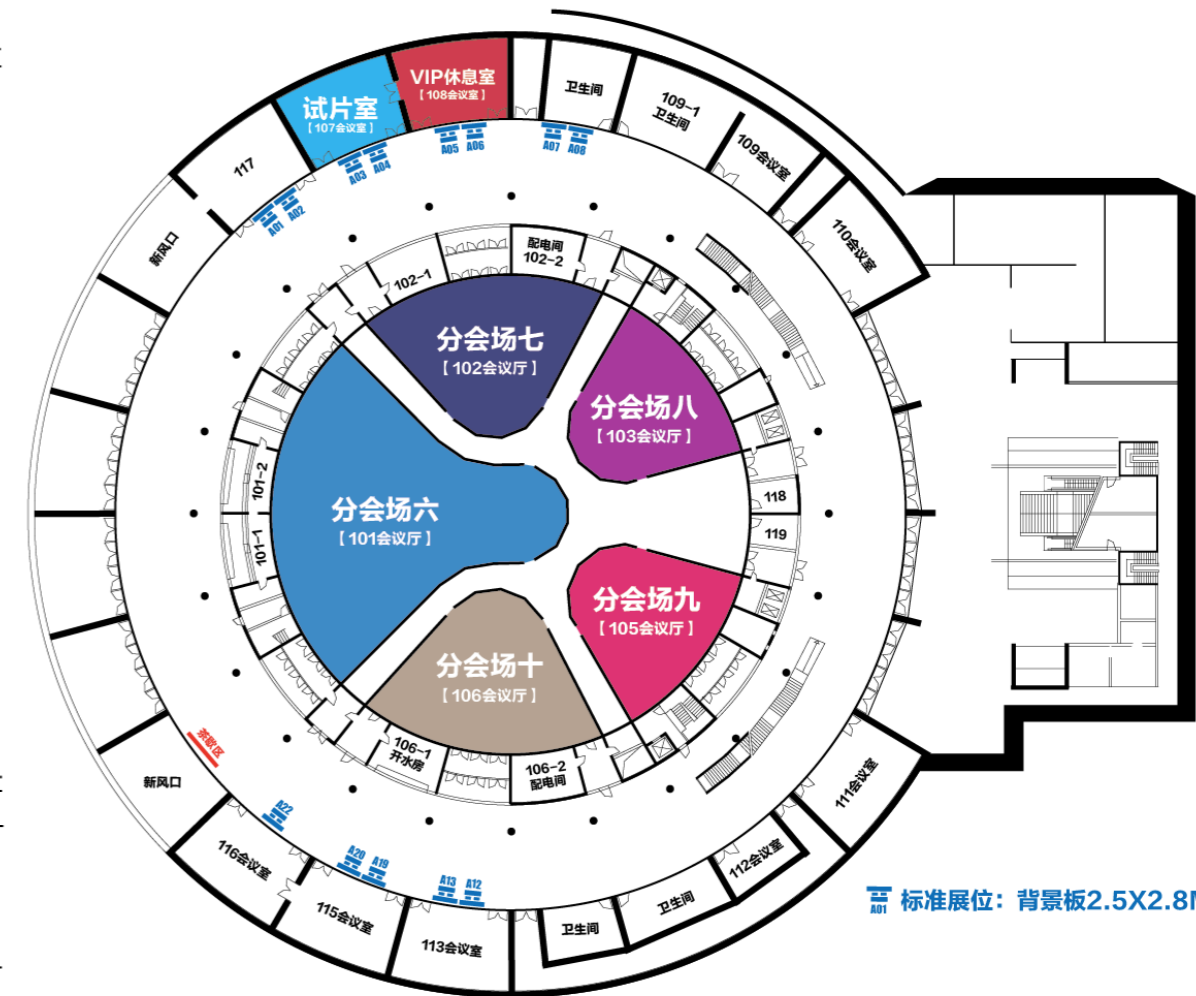 VIP休息室
【108会议室】
试片室
【107会议室】
卫生间
109-1
卫生间
109会议室
110会议室
117
新风口
A01
A02
A03
A04
A05
A06
A07
A08
102-1
配电间
102-2
分会场七
【102会议厅】
分会场八
【103会议厅】
分会场六
【101会议厅】
101-2
101-1
118
119
分会场九
【105会议厅】
分会场十
【106会议厅】
106-1
开水房
106-2
配电间
茶歇区
新风口
A22
A20
A19
A13
A12
116会议室
115会议室
113会议室
卫生间
卫生间
112会议室
111会议室
A01 标准展位：背景板2.5X2.8